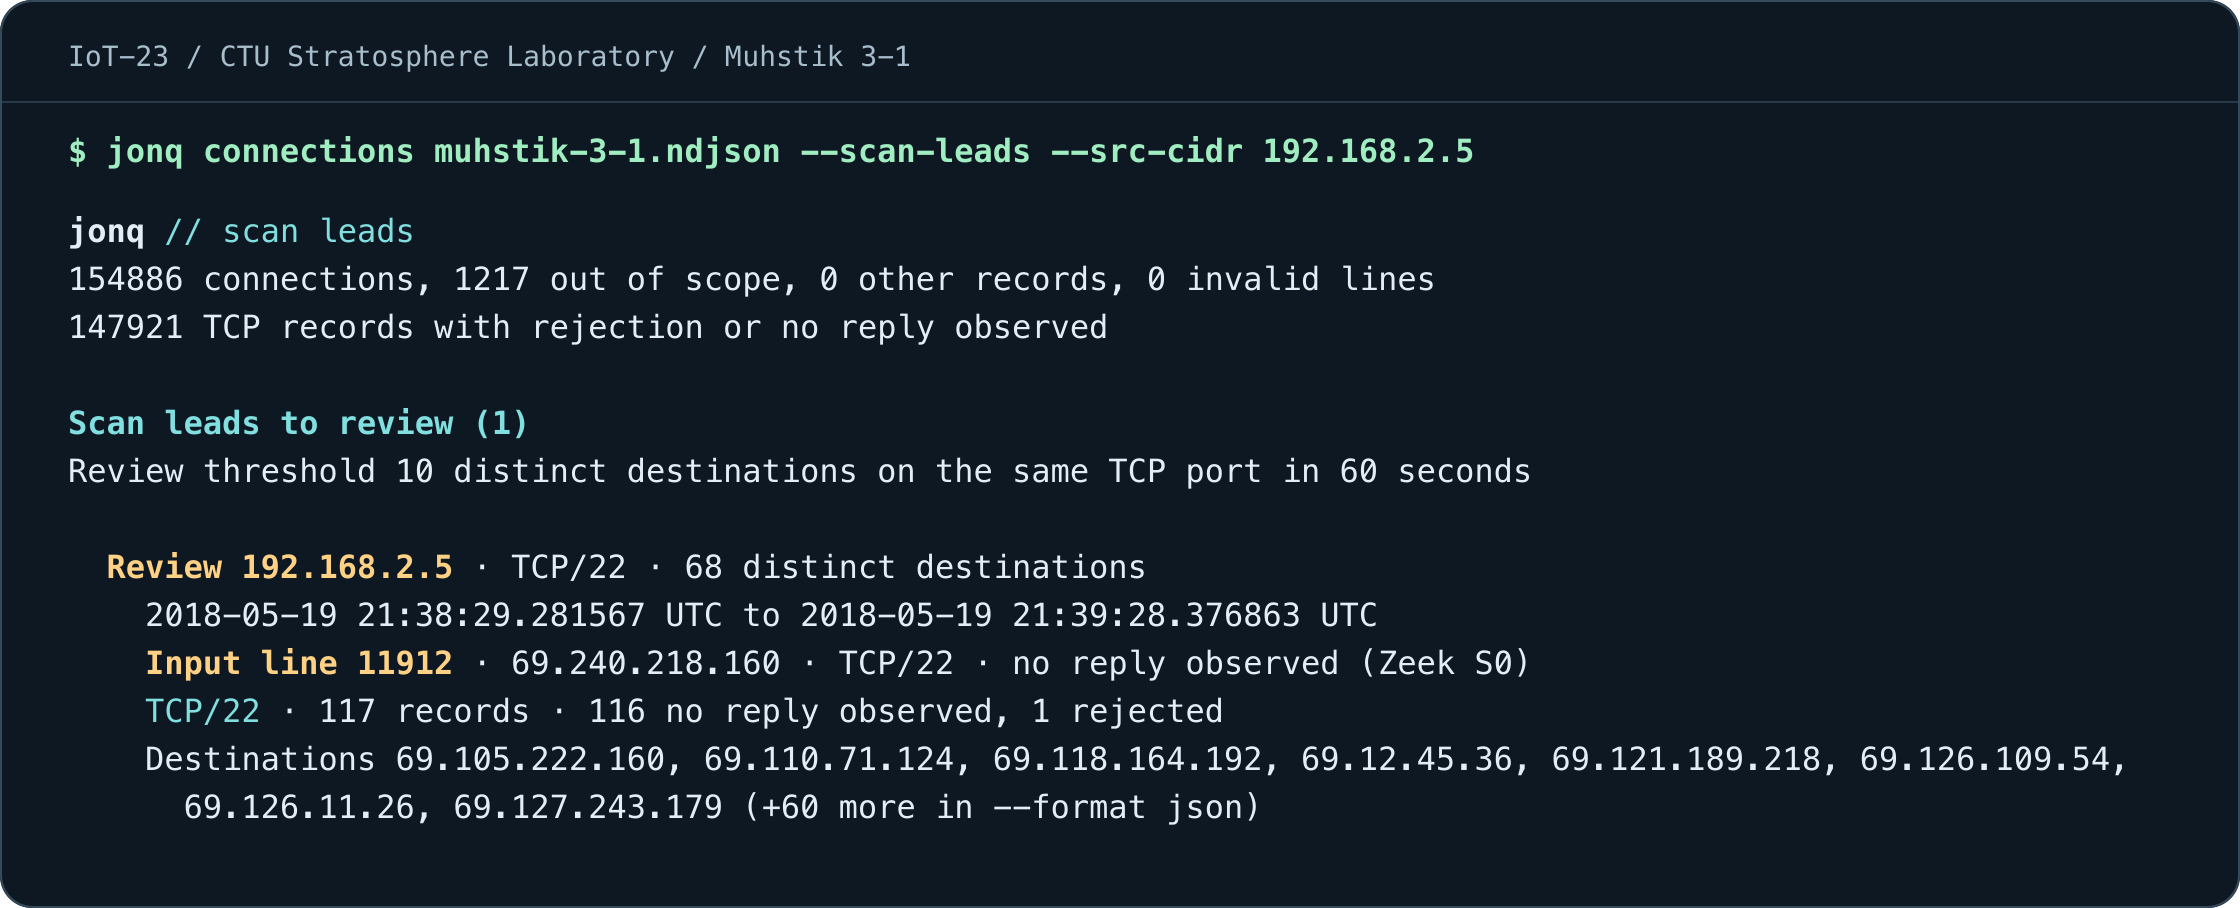 IoT–23 / CTU Stratosphere Laboratory / Muhstik 3–1
$ jonq connections muhstik–3–1.ndjson ––scan–leads ––src–cidr 192.168.2.5
jonq // scan leads
154886 connections, 1217 out of scope, 0 other records, 0 invalid lines
147921 TCP records with rejection or no reply observed
Scan leads to review (1)
Review threshold 10 distinct destinations on the same TCP port in 60 seconds
Review 192.168.2.5 · TCP/22 · 68 distinct destinations
2018–05–19 21:38:29.281567 UTC to 2018–05–19 21:39:28.376863 UTC
Input line 11912 · 69.240.218.160 · TCP/22 · no reply observed (Zeek S0)
TCP/22 · 117 records · 116 no reply observed, 1 rejected
Destinations 69.105.222.160, 69.110.71.124, 69.118.164.192, 69.12.45.36, 69.121.189.218, 69.126.109.54,
69.126.11.26, 69.127.243.179 (+60 more in ––format json)